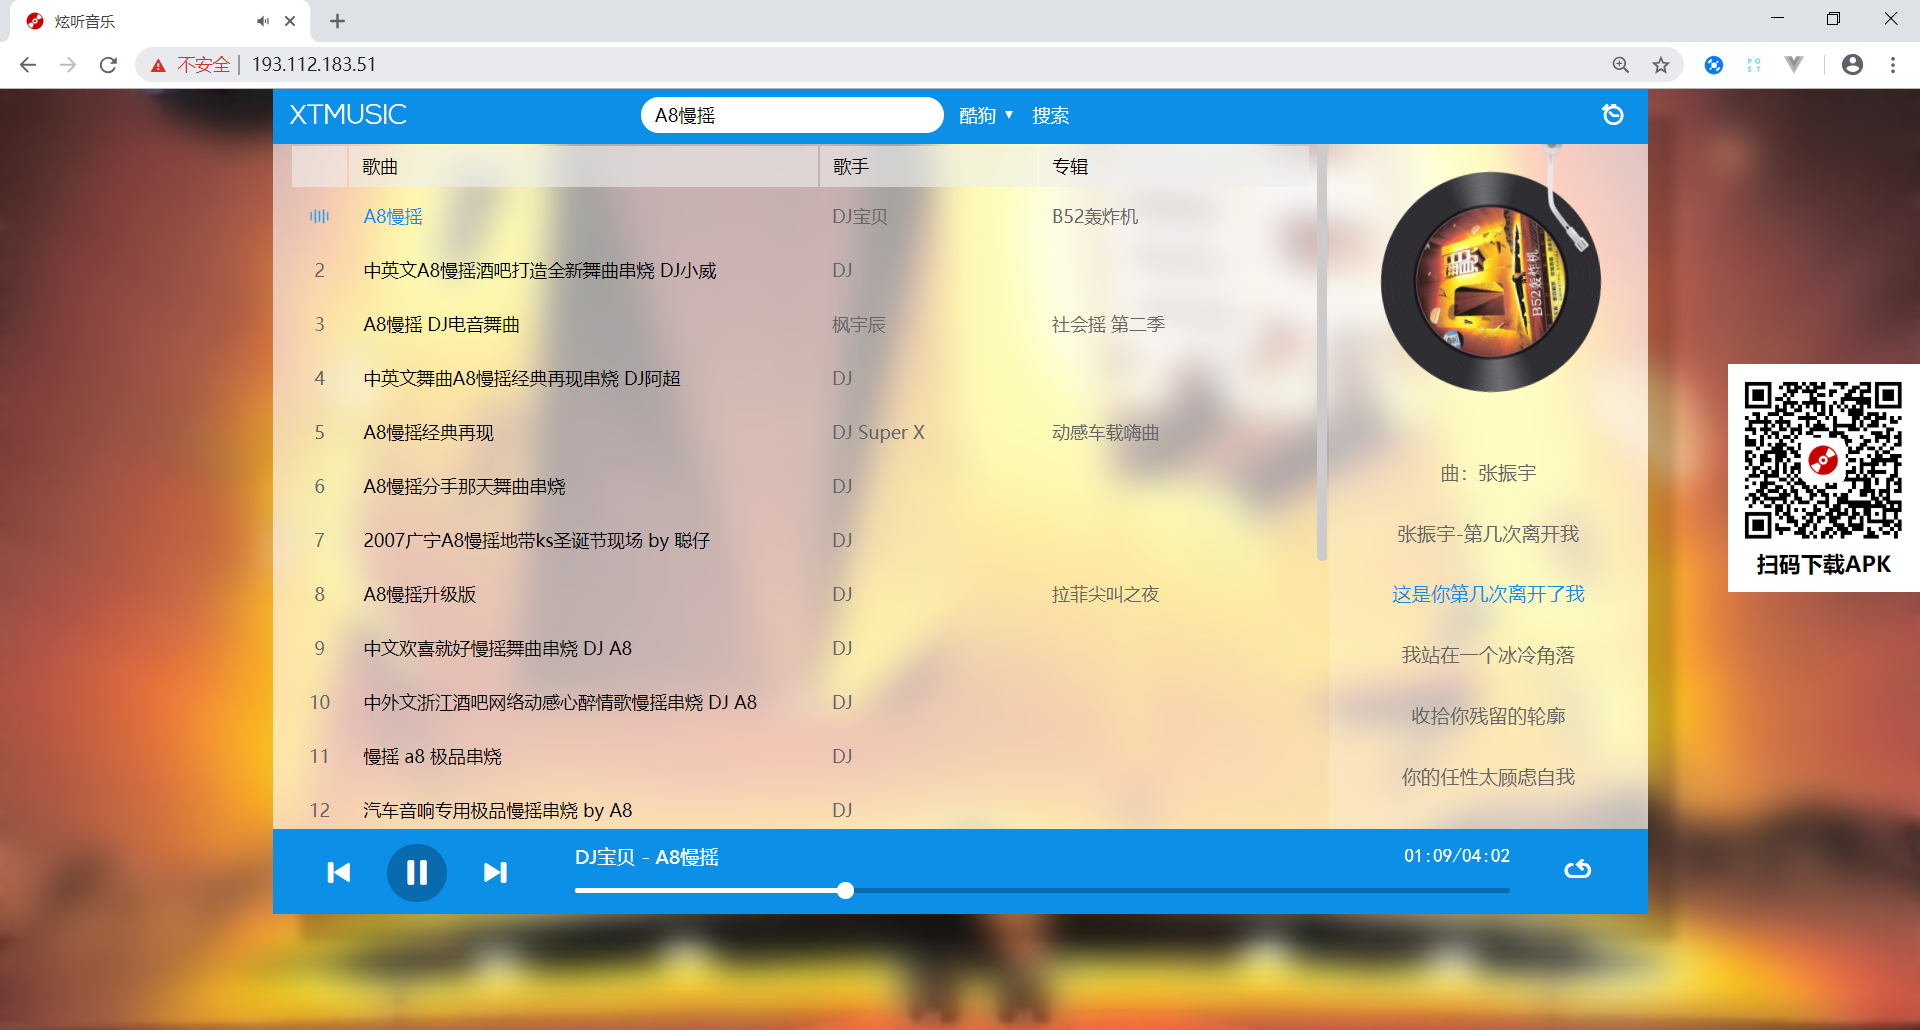 炫听音乐
不安全 | 193.112.183.51
XTMUSIC
A8慢摇
酷狗 ▼ 搜索
歌曲 歌手 专辑
A8慢摇 DJ宝贝 B52轰炸机
2 中英文A8慢摇酒吧打造全新舞曲串烧 DJ小威 DJ
3 A8慢摇 DJ电音舞曲 枫宇辰 社会摇 第二季
4 中英文舞曲A8慢摇经典再现串烧 DJ阿超 DJ
5 A8慢摇经典再现 DJ Super X 动感车载嗨曲
6 A8慢摇分手那天舞曲串烧 DJ
7 2007广宁A8慢摇地带ks圣诞节现场 by 聪仔 DJ
8 A8慢摇升级版 DJ 拉菲尖叫之夜
9 中文欢喜就好慢摇舞曲串烧 DJ A8 DJ
10 中外文浙江酒吧网络动感心醉情歌慢摇串烧 DJ A8 DJ
11 慢摇 a8 极品串烧 DJ
12 汽车音响专用极品慢摇串烧 by A8 DJ
B52轰炸机
曲：张振宇
张振宇-第几次离开我
这是你第几次离开了我
我站在一个冰冷角落
收拾你残留的轮廓
你的任性太顾虑自我
扫码下载APK
DJ宝贝 - A8慢摇
01:09/04:02